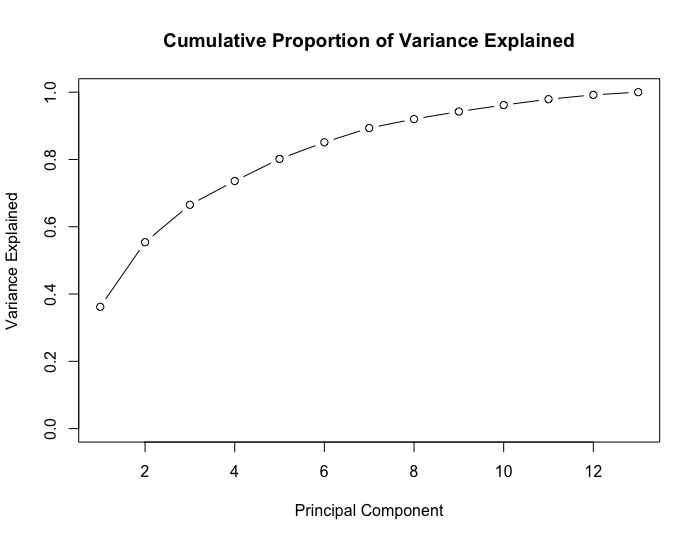 Cumulative Proportion of Variance Explained
Variance Explained
1.0
0.8
0.6
0.4
0.2
0.0
2 4 6 8 10 12
Principal Component